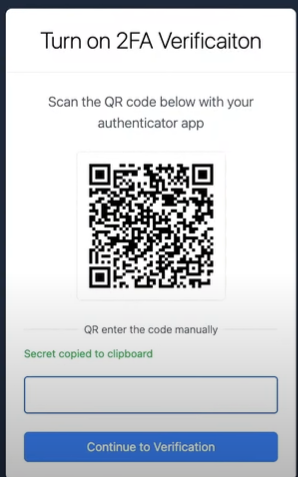 Turn on 2FA Verificaiton
Scan the QR code below with your
authenticator app
QR enter the code manually
Secret copied to clipboard
Continue to Verification